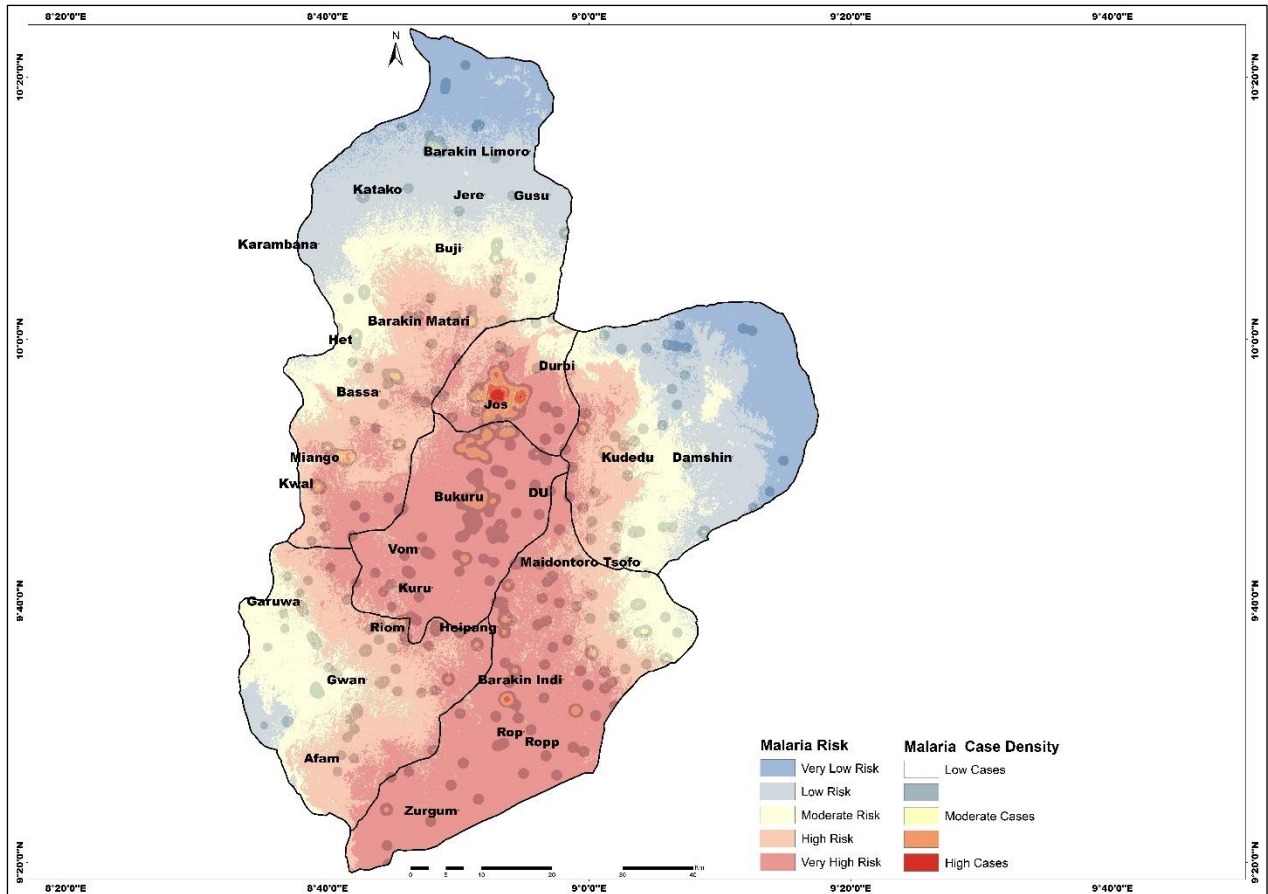 8°20'0"E 8°40'0"E 9°0'0"E 9°20'0"E 9°40'0"E
N
10°20'0"N 10°20'0"N
Barakin Limoro
Katako Jere Gusu
Karambana Buji
Barakin Matari
10°0'0"N Het 10°0'0"N
Durbi
Bassa
Jos
Miango Kudedu Damshin
Kwal
Bukuru DU
Vom
Maidontoro Tsofo
Kuru
9°40'0"N Garuwa 9°40'0"N
Riom Heipang
Gwan Barakin Indi
Rop
Ropp
Afam
Zurgum
Malaria Risk
Very Low Risk
Low Risk
Moderate Risk
High Risk
Very High Risk
Malaria Case Density
Low Cases
Moderate Cases
High Cases
9°20'0"N 9°20'0"N
0 5 10 20 30 40
Km
8°20'0"E 8°40'0"E 9°0'0"E 9°20'0"E 9°40'0"E